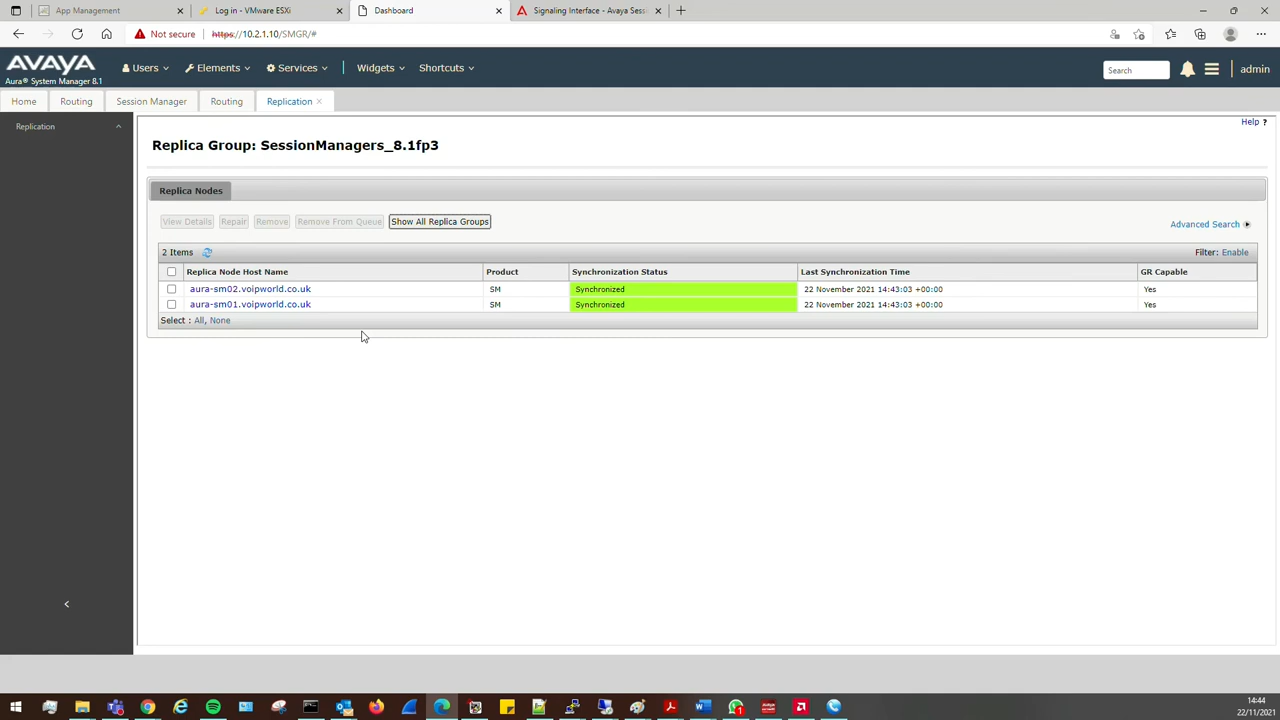 App Management
Log in - VMware ESXi
Dashboard
Signaling Interface - Avaya Sessi
Not secure
https://10.2.1.10/SMGR/#
AVAYA
Aura® System Manager 8.1
Users
Elements
Services
Widgets
Shortcuts
Search
admin
Home
Routing
Session Manager
Routing
Replication
Replication
Help ?
Replica Group: SessionManagers_8.1fp3
Replica Nodes
View Details
Repair
Remove
Remove From Queue
Show All Replica Groups
Advanced Search
2 Items
Filter: Enable
Replica Node Host Name
Product
Synchronization Status
Last Synchronization Time
GR Capable
aura-sm02.voipworld.co.uk SM Synchronized 22 November 2021 14:43:03 +00:00 Yes
aura-sm01.voipworld.co.uk SM Synchronized 22 November 2021 14:43:03 +00:00 Yes
Select : All, None
14:44
22/11/2021